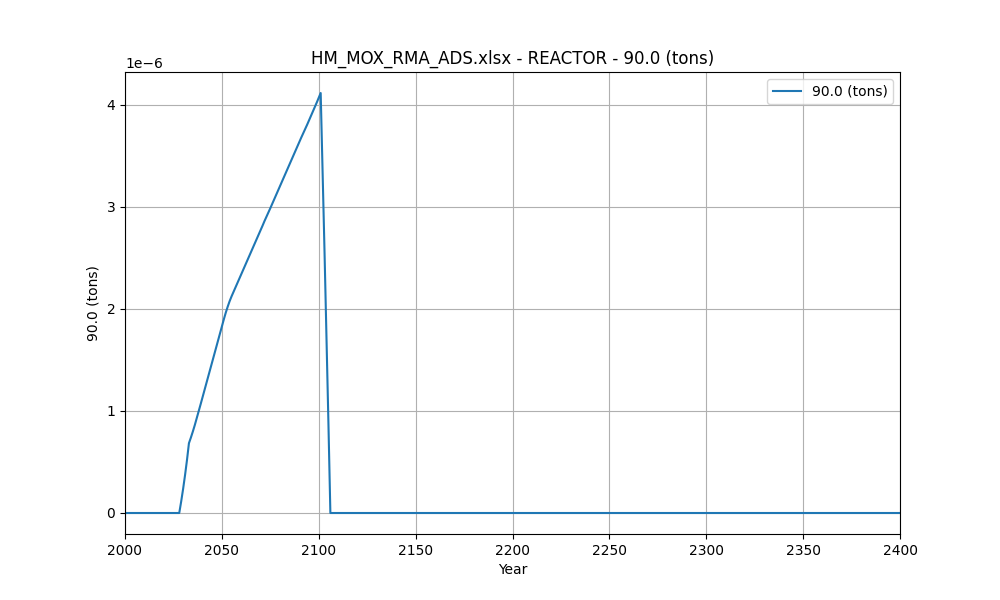 HM_MOX_RMA_ADS.xlsx - REACTOR - 90.0 (tons)
1e−6
90.0 (tons)
4
3
2
1
0
90.0 (tons)
2000 2050 2100 2150 2200 2250 2300 2350 2400
Year